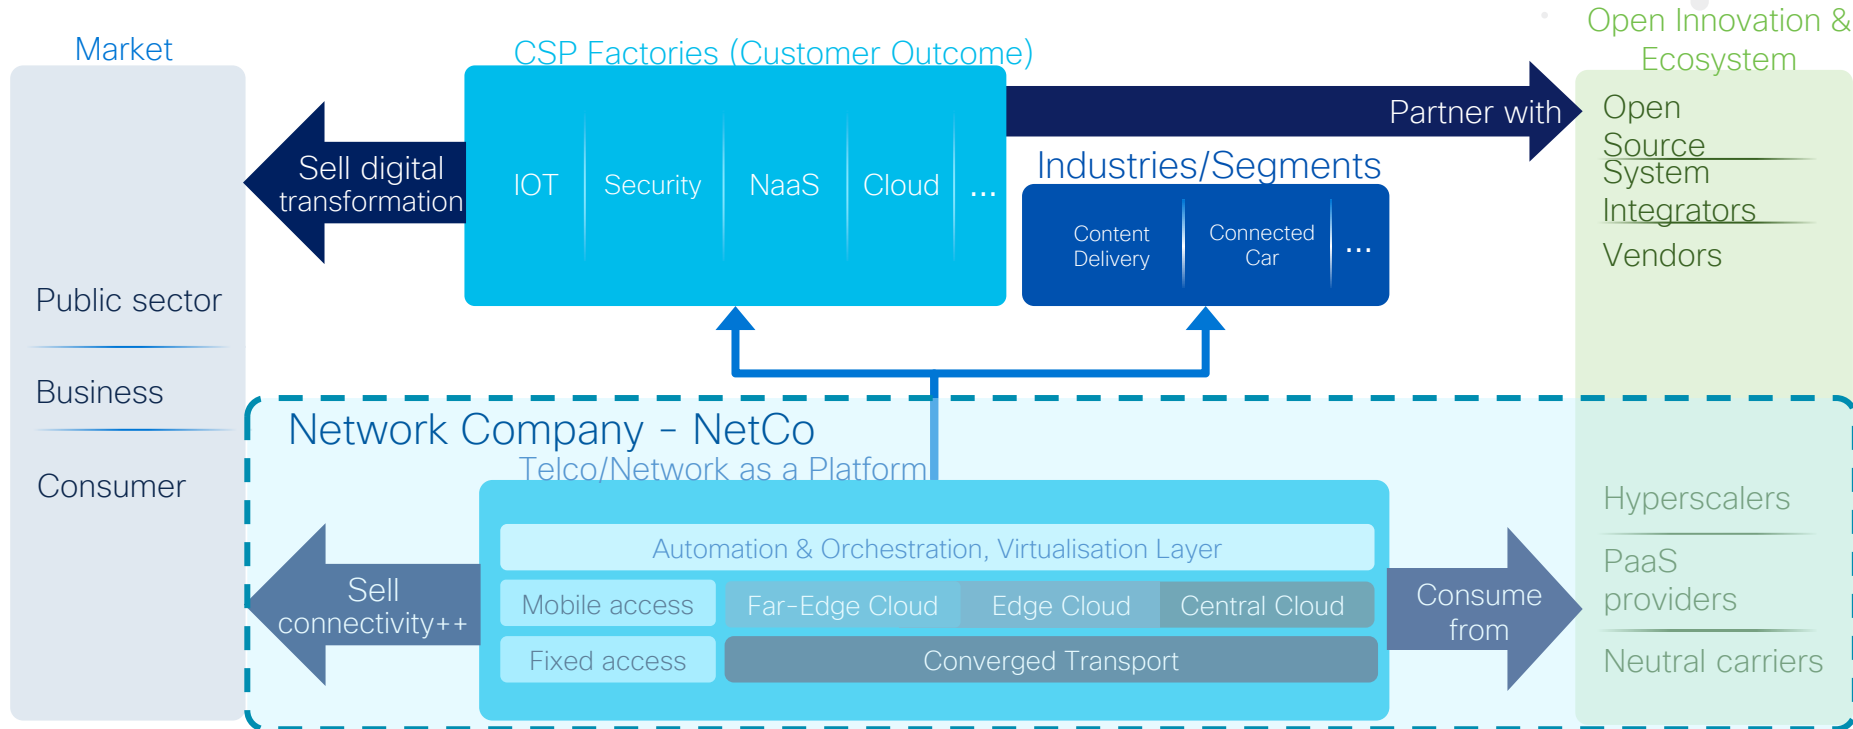 Market
Public sector
Business
Consumer
CSP Factories (Customer Outcome)
Sell digital
transformation
IOT
Security
NaaS
Cloud
...
Partner with
Industries/Segments
Content
Delivery
Connected
Car
...
Open Innovation &
Ecosystem
Open
Source
System
Integrators
Vendors
Network Company - NetCo
Telco/Network as a Platform
Automation & Orchestration, Virtualisation Layer
Mobile access
Far-Edge Cloud
Edge Cloud
Central Cloud
Fixed access
Converged Transport
Sell
connectivity++
Consume
from
Hyperscalers
PaaS
providers
Neutral carriers